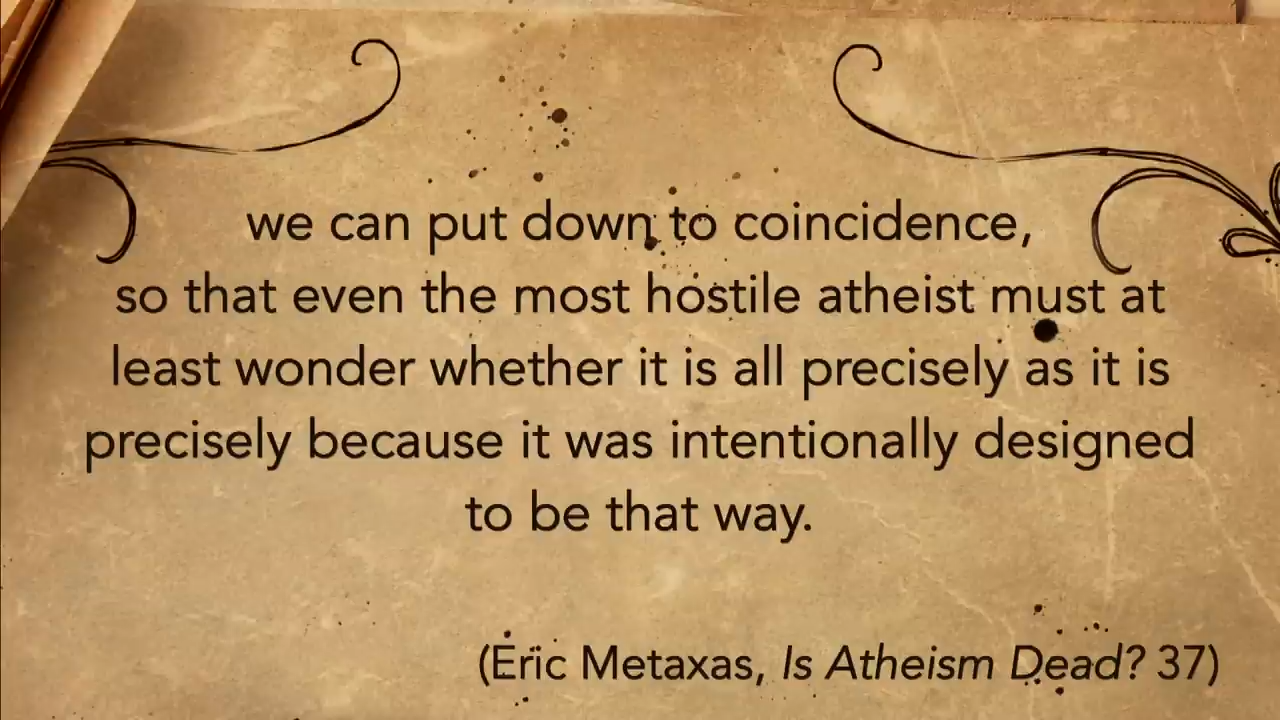 we can put down to coincidence,
so that even the most hostile atheist must at
least wonder whether it is all precisely as it is
precisely because it was intentionally designed
to be that way.
(Eric Metaxas, Is Atheism Dead? 37)